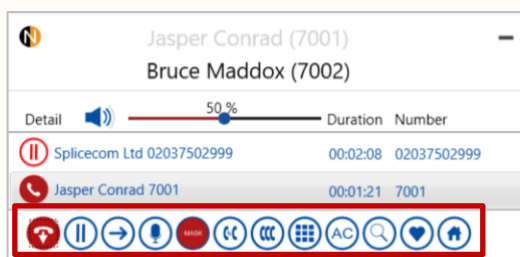 Jasper Conrad (7001)
Bruce Maddox (7002)
Detail 50 % Duration Number
Splicecom Ltd 02037502999 00:02:08 02037502999
Jasper Conrad 7001 00:01:21 7001
MASK AC